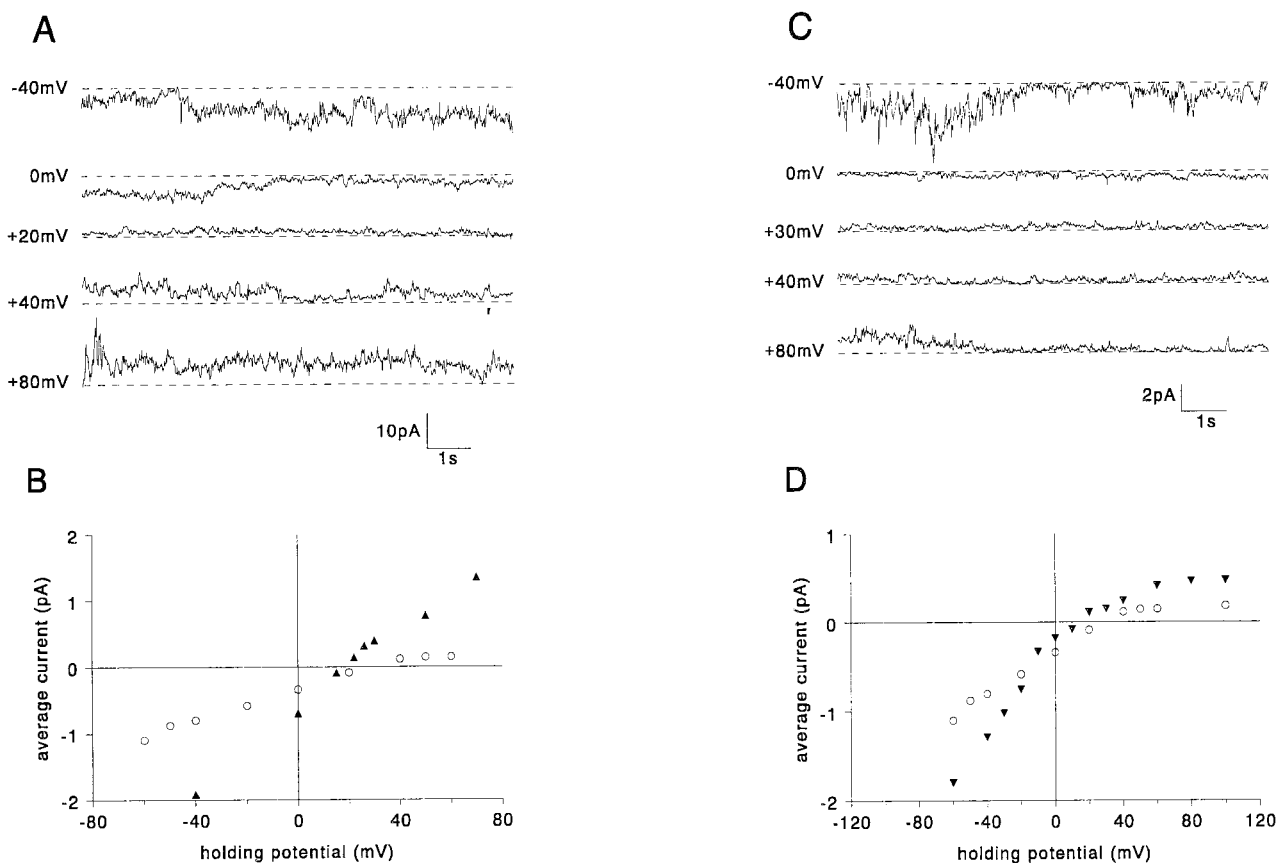 A
-40mV
0mV
+20mV
+40mV
+80mV
10pA
1s
C
-40mV
0mV
+30mV
+40mV
+80mV
2pA
1s
B
2
1
0
-1
-2
average current (pA)
-80
-40
0
40
80
holding potential (mV)
D
1
0
-1
-2
average current (pA)
-120
-80
-40
0
40
80
120
holding potential (mV)